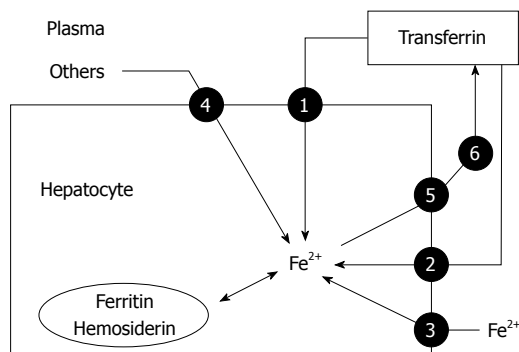 Plasma
Transferrin
Others
4
1
6
Hepatocyte
5
Fe²⁺
2
Ferritin
Hemosiderin
3
Fe²⁺